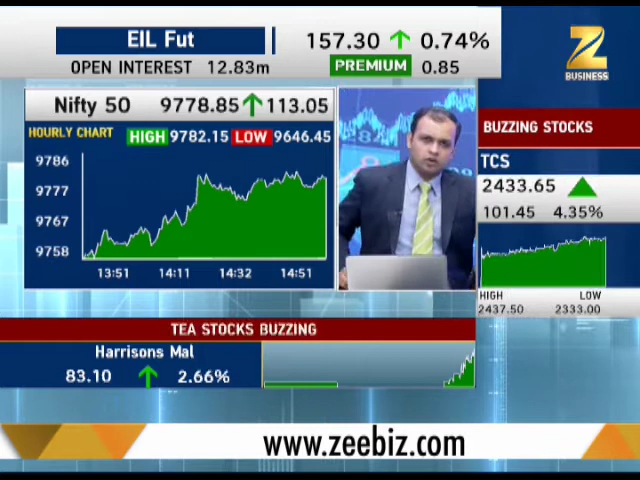 EIL Fut
157.30 0.74%
OPEN INTEREST 12.83m
PREMIUM 0.85
Z
BUSINESS
Nifty 50 9778.85 113.05
HOURLY CHART HIGH 9782.15 LOW 9646.45
9786
9777
9767
9758
13:51 14:11 14:32 14:51
BUZZING STOCKS
TCS
2433.65
101.45 4.35%
HIGH LOW
2437.50 2333.00
TEA STOCKS BUZZING
Harrisons Mal
83.10 2.66%
www.zeebiz.com